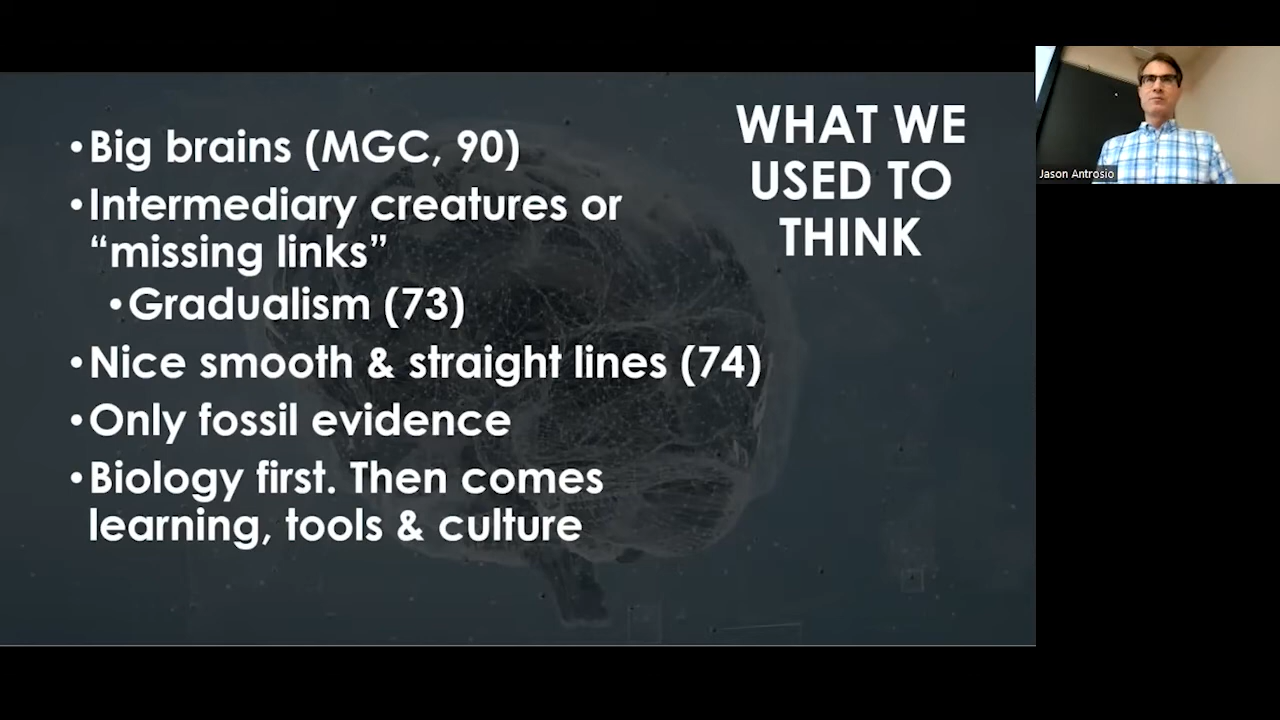 WHAT WE
USED TO
THINK
•Big brains (MGC, 90)
•Intermediary creatures or
“missing links”
•Gradualism (73)
•Nice smooth & straight lines (74)
•Only fossil evidence
•Biology first. Then comes
learning, tools & culture
Jason Antrosio